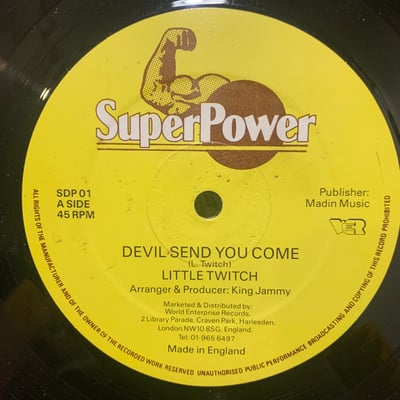 SuperPower
SDP 01
A SIDE
45 RPM
Publisher:
Madin Music
WER
DEVIL SEND YOU COME
(L. Twitch)
LITTLE TWITCH
Arranger & Producer: King Jammy
Marketed & Distributed by:
World Enterprise Records.
2 Library Parade, Craven Park, Harlesden,
London NW10 8SG, England.
Tel: 01-965 6497
Made in England
ALL RIGHTS OF THE MANUFACTURER AND OF THE OWNER OF THE RECORDED WORK RESERVED UNAUTHORISED PUBLIC PERFORMANCE BROADCASTING AND COPYING OF THIS RECORD PROHIBITED